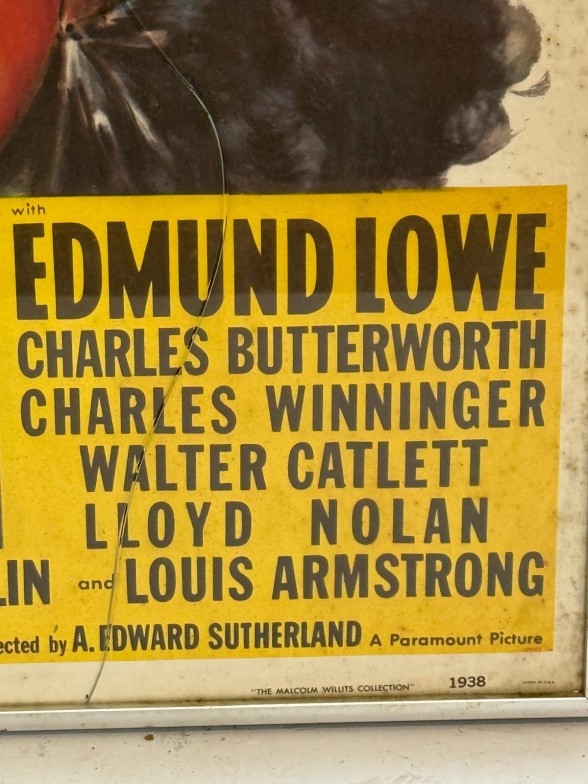 with
EDMUND LOWE
CHARLES BUTTERWORTH
CHARLES WINNINGER
WALTER CATLETT
LLOYD NOLAN
LIN and LOUIS ARMSTRONG
ected by A. EDWARD SUTHERLAND A Paramount Picture
"THE MALCOLM WILLITS COLLECTION" 1938